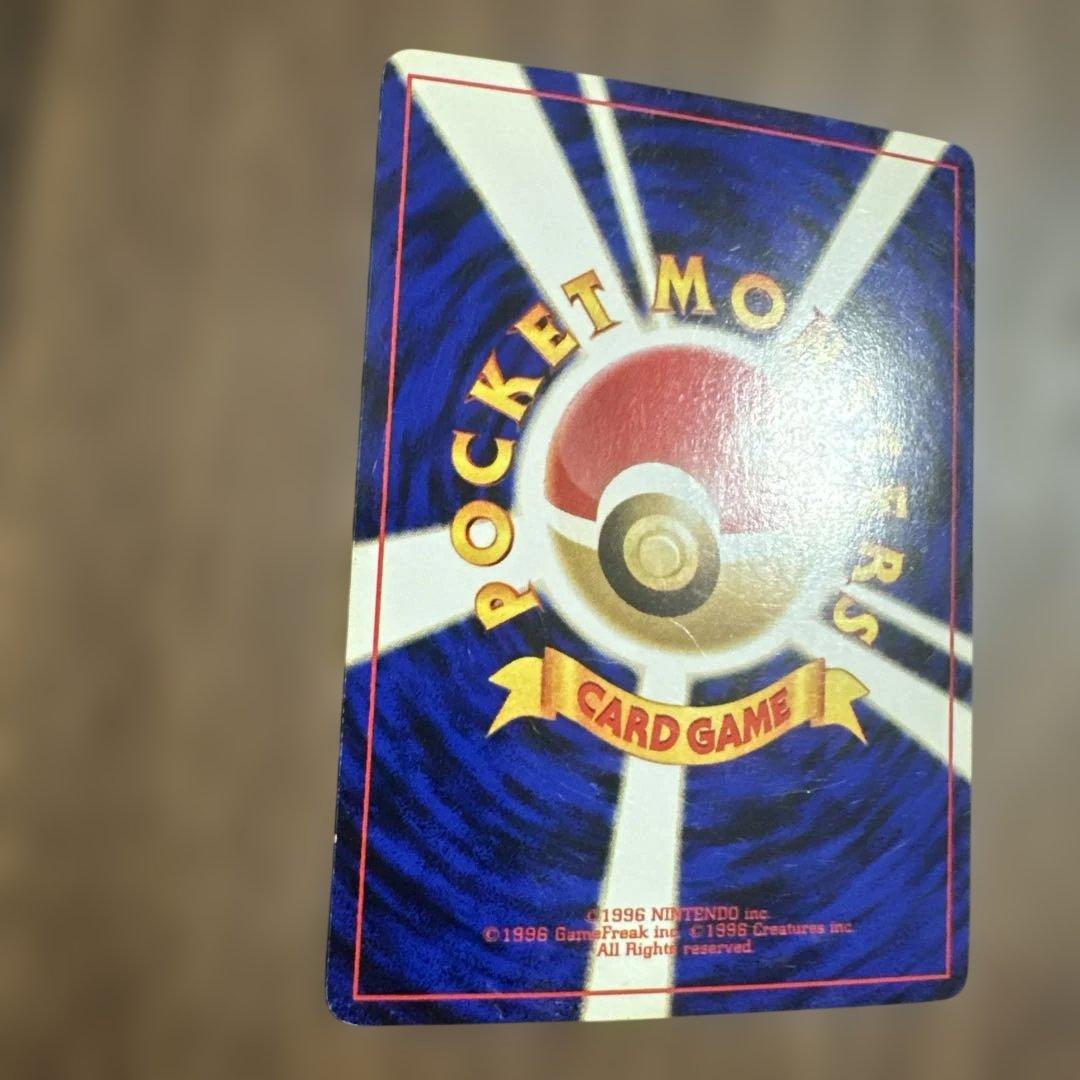 POCKET MONSTERS
CARD GAME
©1996 NINTENDO inc.
©1996 GameFreak inc. ©1996 Creatures inc.
All Rights reserved.